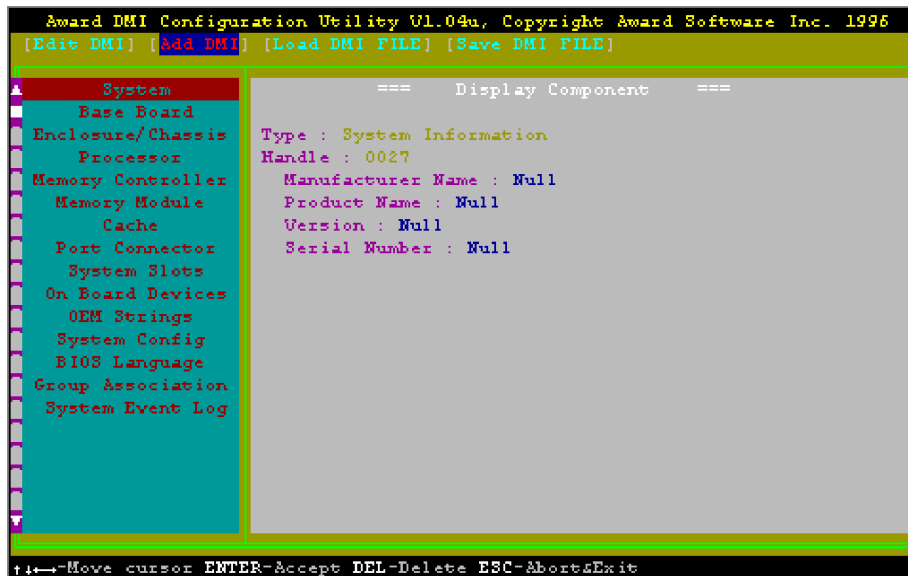 Award DMI Configuration Utility V1.04u, Copyright Award Software Inc. 1996
[Edit DMI] [Add DMI] [Load DMI FILE] [Save DMI FILE]
System
Base Board
Enclosure/Chassis
Processor
Memory Controller
Memory Module
Cache
Port Connector
System Slots
On Board Devices
OEM Strings
System Config
BIOS Language
Group Association
System Event Log
=== Display Component ===
Type : System Information
Handle : 0027
Manufacturer Name : Null
Product Name : Null
Version : Null
Serial Number : Null
↑↓←→-Move cursor ENTER-Accept DEL-Delete ESC-Abort&Exit